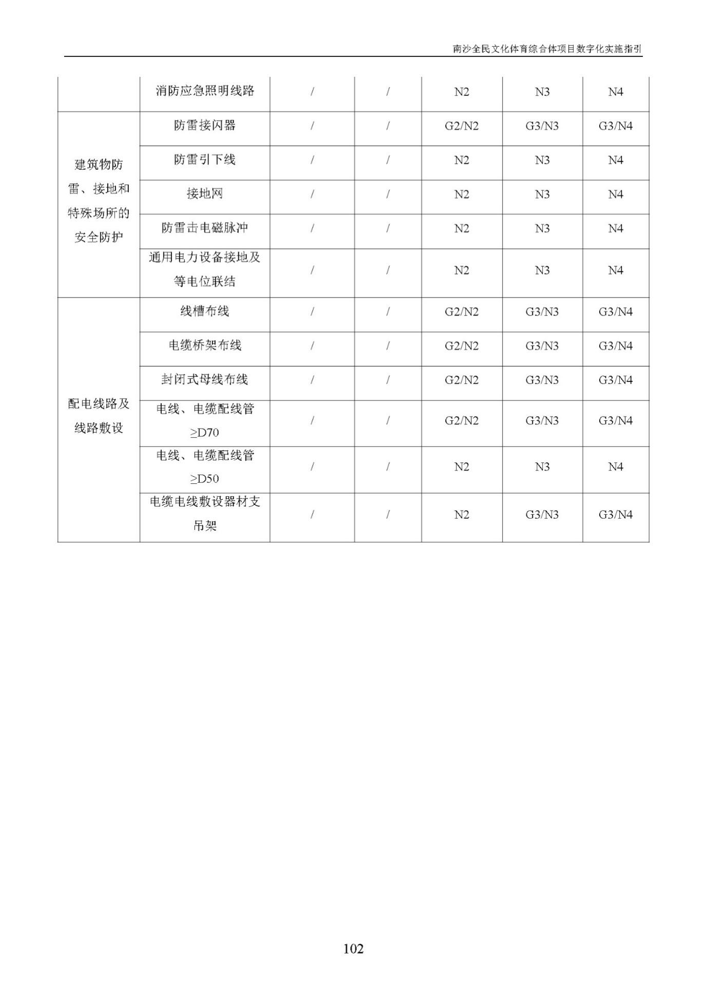 南沙全民文化体育综合体项目数字化实施指引
消防应急照明线路 / / N2 N3 N4
建筑物防
雷、接地和
特殊场所的
安全防护
防雷接闪器 / / G2/N2 G3/N3 G3/N4
防雷引下线 / / N2 N3 N4
接地网 / / N2 N3 N4
防雷击电磁脉冲 / / N2 N3 N4
通用电力设备接地及
等电位联结
/ / N2 N3 N4
配电线路及
线路敷设
线槽布线 / / G2/N2 G3/N3 G3/N4
电缆桥架布线 / / G2/N2 G3/N3 G3/N4
封闭式母线布线 / / G2/N2 G3/N3 G3/N4
电线、电缆配线管
≥D70
/ / G2/N2 G3/N3 G3/N4
电线、电缆配线管
≥D50
/ / N2 N3 N4
电缆电线敷设器材支
吊架
/ / N2 G3/N3 G3/N4
102